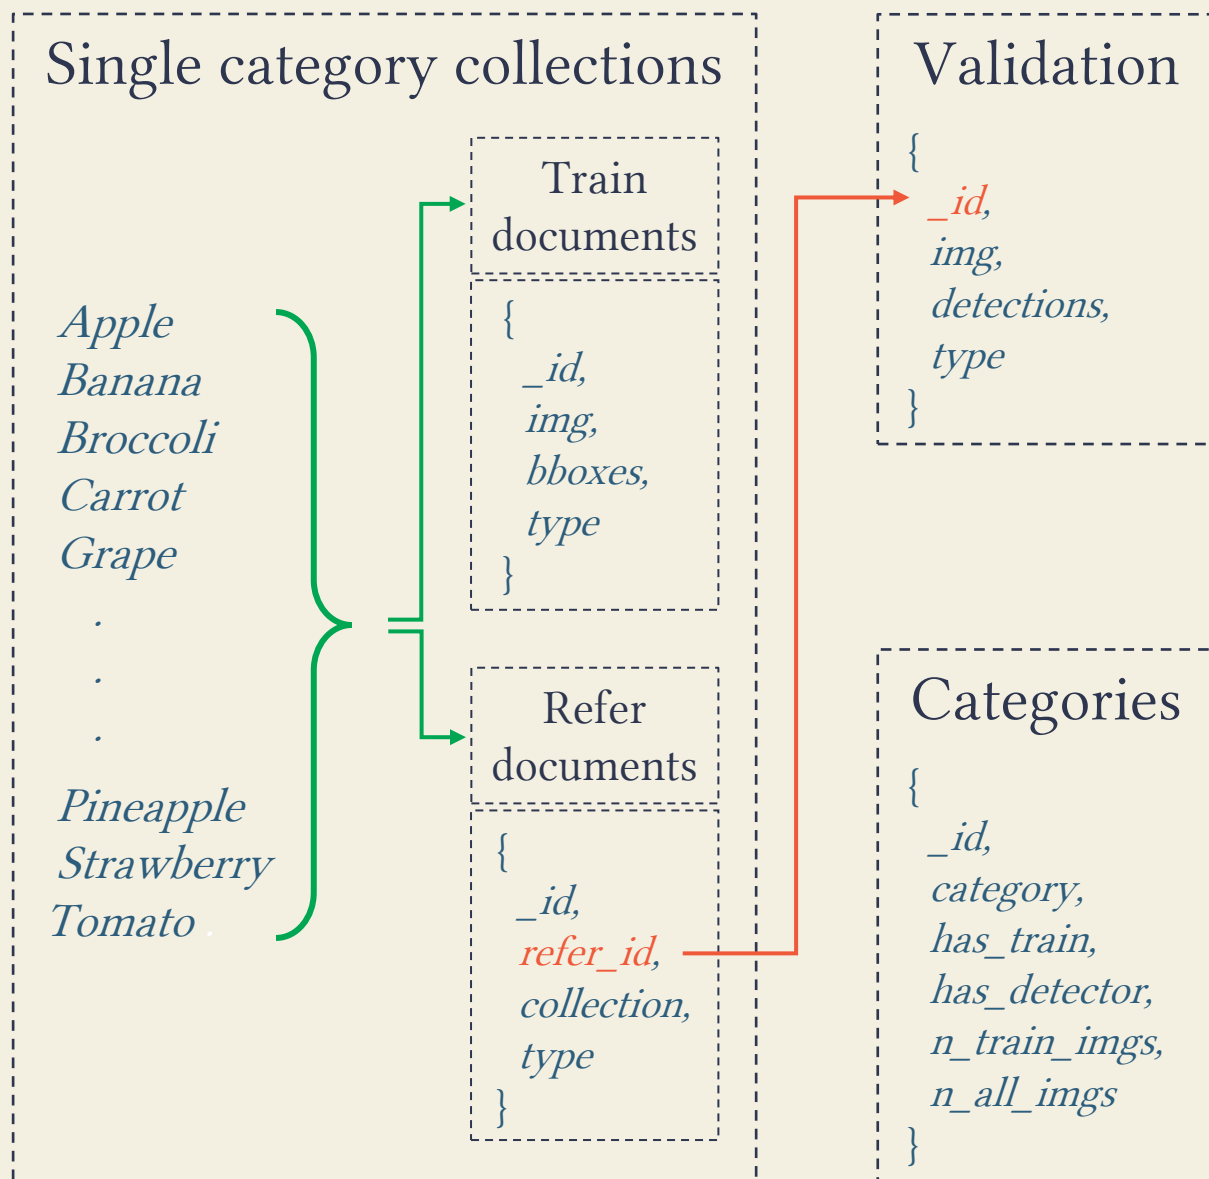 Single category collections
Apple
Banana
Broccoli
Carrot
Grape
.
.
.
Pineapple
Strawberry
Tomato .
Train
documents
{
_id,
img,
bboxes,
type
}
Refer
documents
{
_id,
refer_id,
collection,
type
}
Validation
{
_id,
img,
detections,
type
}
Categories
{
_id,
category,
has_train,
has_detector,
n_train_imgs,
n_all_imgs
}